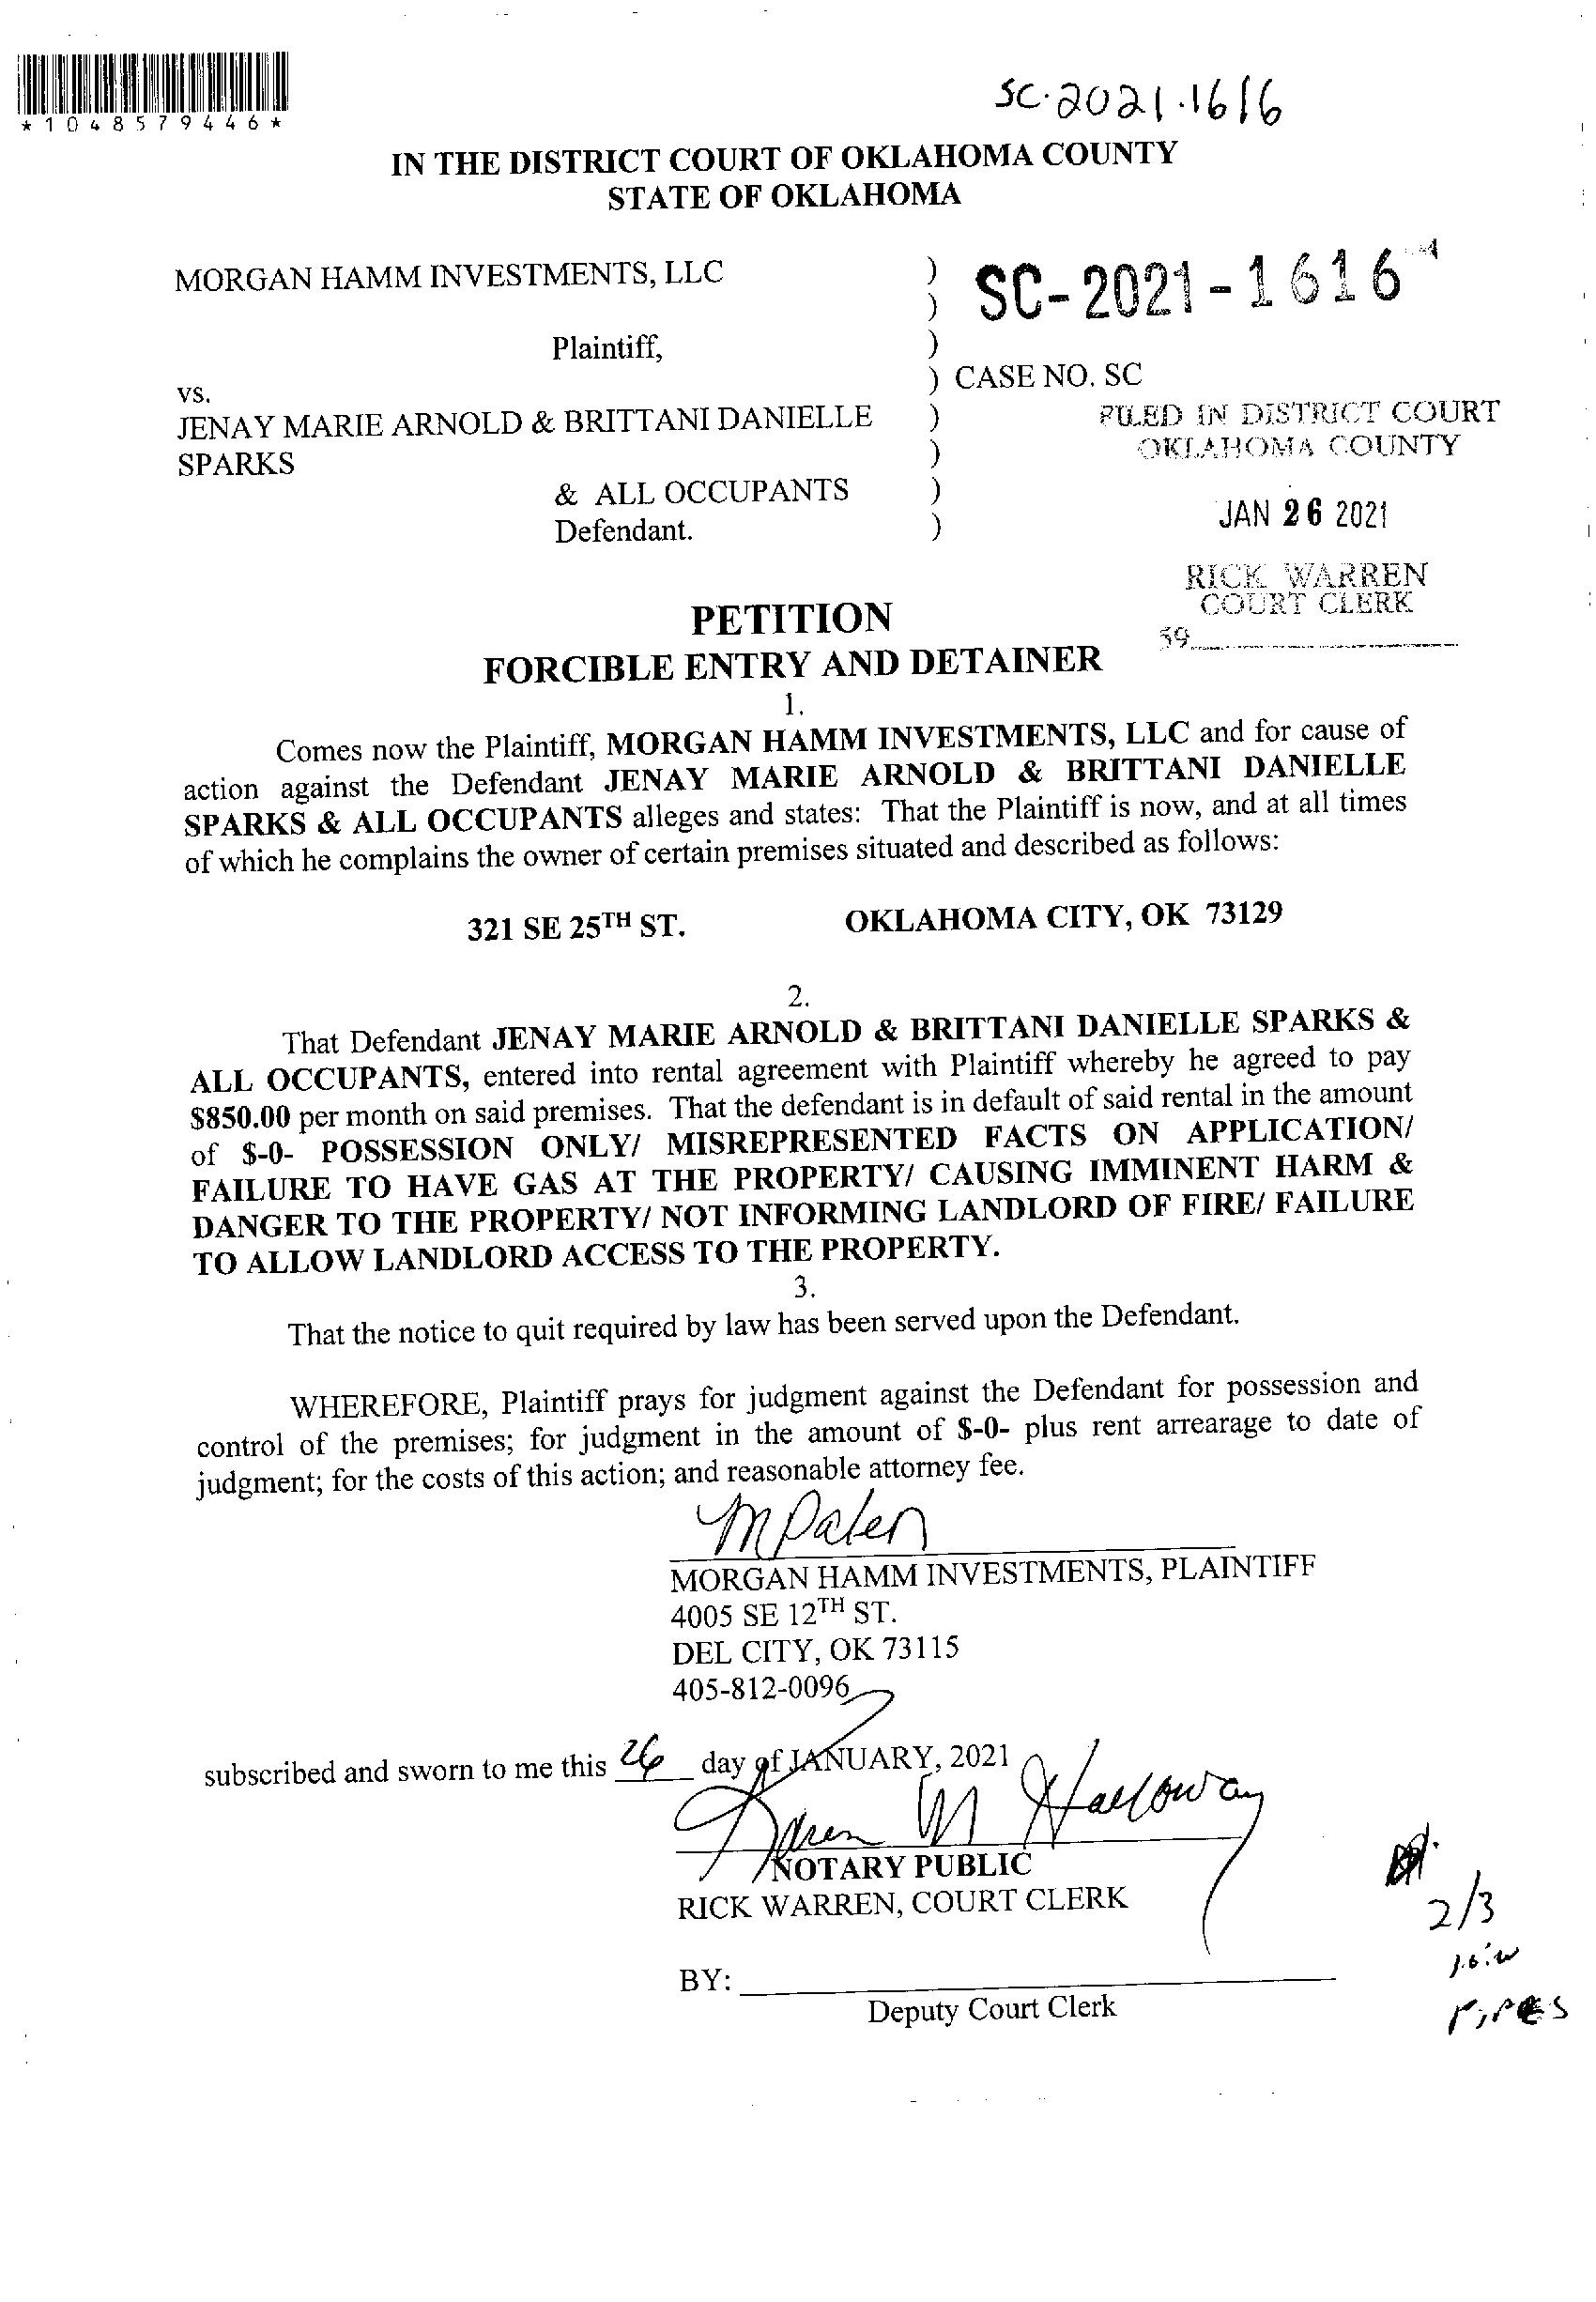 *1048579446*
SC-2021-1616
IN THE DISTRICT COURT OF OKLAHOMA COUNTY
STATE OF OKLAHOMA
MORGAN HAMM INVESTMENTS, LLC )
) SC-2021-1616
Plaintiff, )
) CASE NO. SC
vs.
JENAY MARIE ARNOLD & BRITTANI DANIELLE )
SPARKS )
& ALL OCCUPANTS )
Defendant. )
FILED IN DISTRICT COURT
OKLAHOMA COUNTY
JAN 26 2021
RICK WARREN
COURT CLERK
39
PETITION
FORCIBLE ENTRY AND DETAINER
1.
Comes now the Plaintiff, MORGAN HAMM INVESTMENTS, LLC and for cause of
action against the Defendant JENAY MARIE ARNOLD & BRITTANI DANIELLE
SPARKS & ALL OCCUPANTS alleges and states: That the Plaintiff is now, and at all times
of which he complains the owner of certain premises situated and described as follows:
321 SE 25TH ST. OKLAHOMA CITY, OK 73129
2.
That Defendant JENAY MARIE ARNOLD & BRITTANI DANIELLE SPARKS &
ALL OCCUPANTS, entered into rental agreement with Plaintiff whereby he agreed to pay
$850.00 per month on said premises. That the defendant is in default of said rental in the amount
of $-0- POSSESSION ONLY/ MISREPRESENTED FACTS ON APPLICATION/
FAILURE TO HAVE GAS AT THE PROPERTY/ CAUSING IMMINENT HARM &
DANGER TO THE PROPERTY/ NOT INFORMING LANDLORD OF FIRE/ FAILURE
TO ALLOW LANDLORD ACCESS TO THE PROPERTY.
3.
That the notice to quit required by law has been served upon the Defendant.
WHEREFORE, Plaintiff prays for judgment against the Defendant for possession and
control of the premises; for judgment in the amount of $-0- plus rent arrearage to date of
judgment; for the costs of this action; and reasonable attorney fee.
MORGAN HAMM INVESTMENTS, PLAINTIFF
4005 SE 12TH ST.
DEL CITY, OK 73115
405-812-0096
subscribed and sworn to me this 26 day of JANUARY, 2021
Karen M Holloway
NOTARY PUBLIC
RICK WARREN, COURT CLERK
2/3
BY:
Deputy Court Clerk